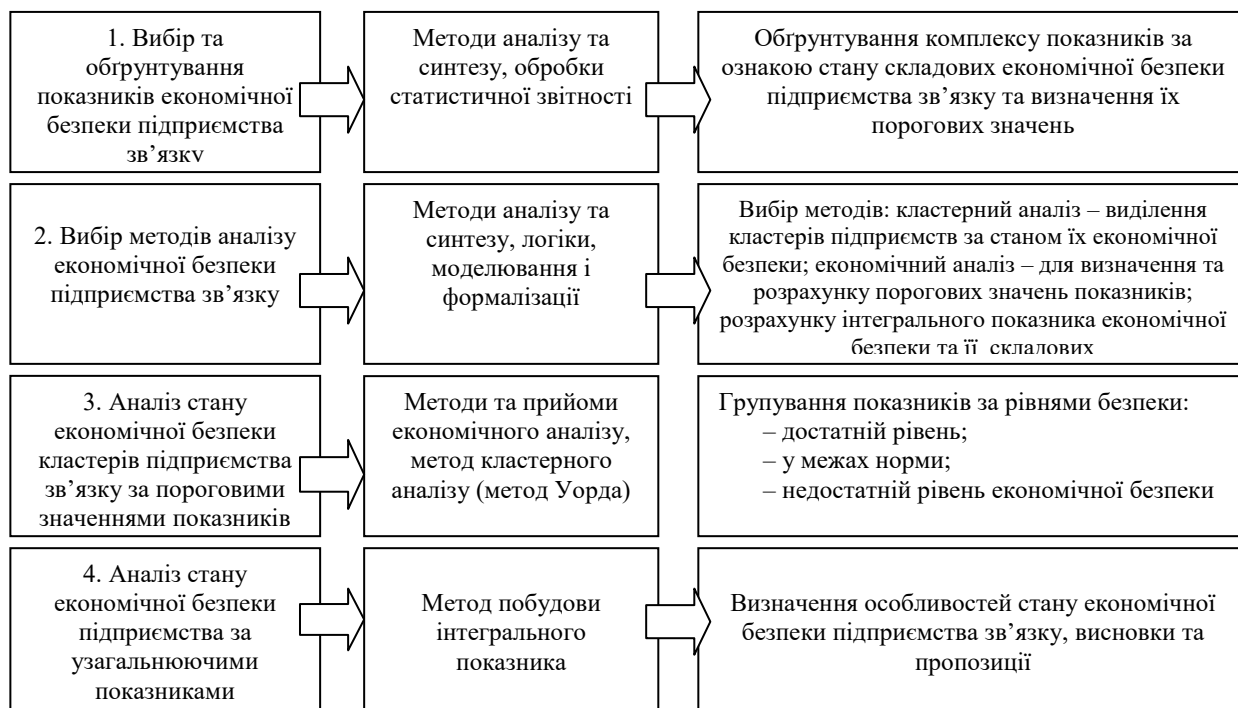 1. Вибір та
обґрунтування
показників економічної
безпеки підприємства
зв’язку
Методи аналізу та
синтезу, обробки
статистичної звітності
Обґрунтування комплексу показників за
ознакою стану складових економічної безпеки
підприємства зв’язку та визначення їх
порогових значень
2. Вибір методів аналізу
економічної безпеки
підприємства зв’язку
Методи аналізу та
синтезу, логіки,
моделювання і
формалізації
Вибір методів: кластерний аналіз – виділення
кластерів підприємств за станом їх економічної
безпеки; економічний аналіз – для визначення та
розрахунку порогових значень показників;
розрахунку інтегрального показника економічної
безпеки та її складових
3. Аналіз стану
економічної безпеки
кластерів підприємства
зв’язку за пороговими
значеннями показників
Методи та прийоми
економічного аналізу,
метод кластерного
аналізу (метод Уорда)
Групування показників за рівнями безпеки:
– достатній рівень;
– у межах норми;
– недостатній рівень економічної безпеки
4. Аналіз стану
економічної безпеки
підприємства за
узагальнюючими
показниками
Метод побудови
інтегрального
показника
Визначення особливостей стану економічної
безпеки підприємства зв’язку, висновки та
пропозиції